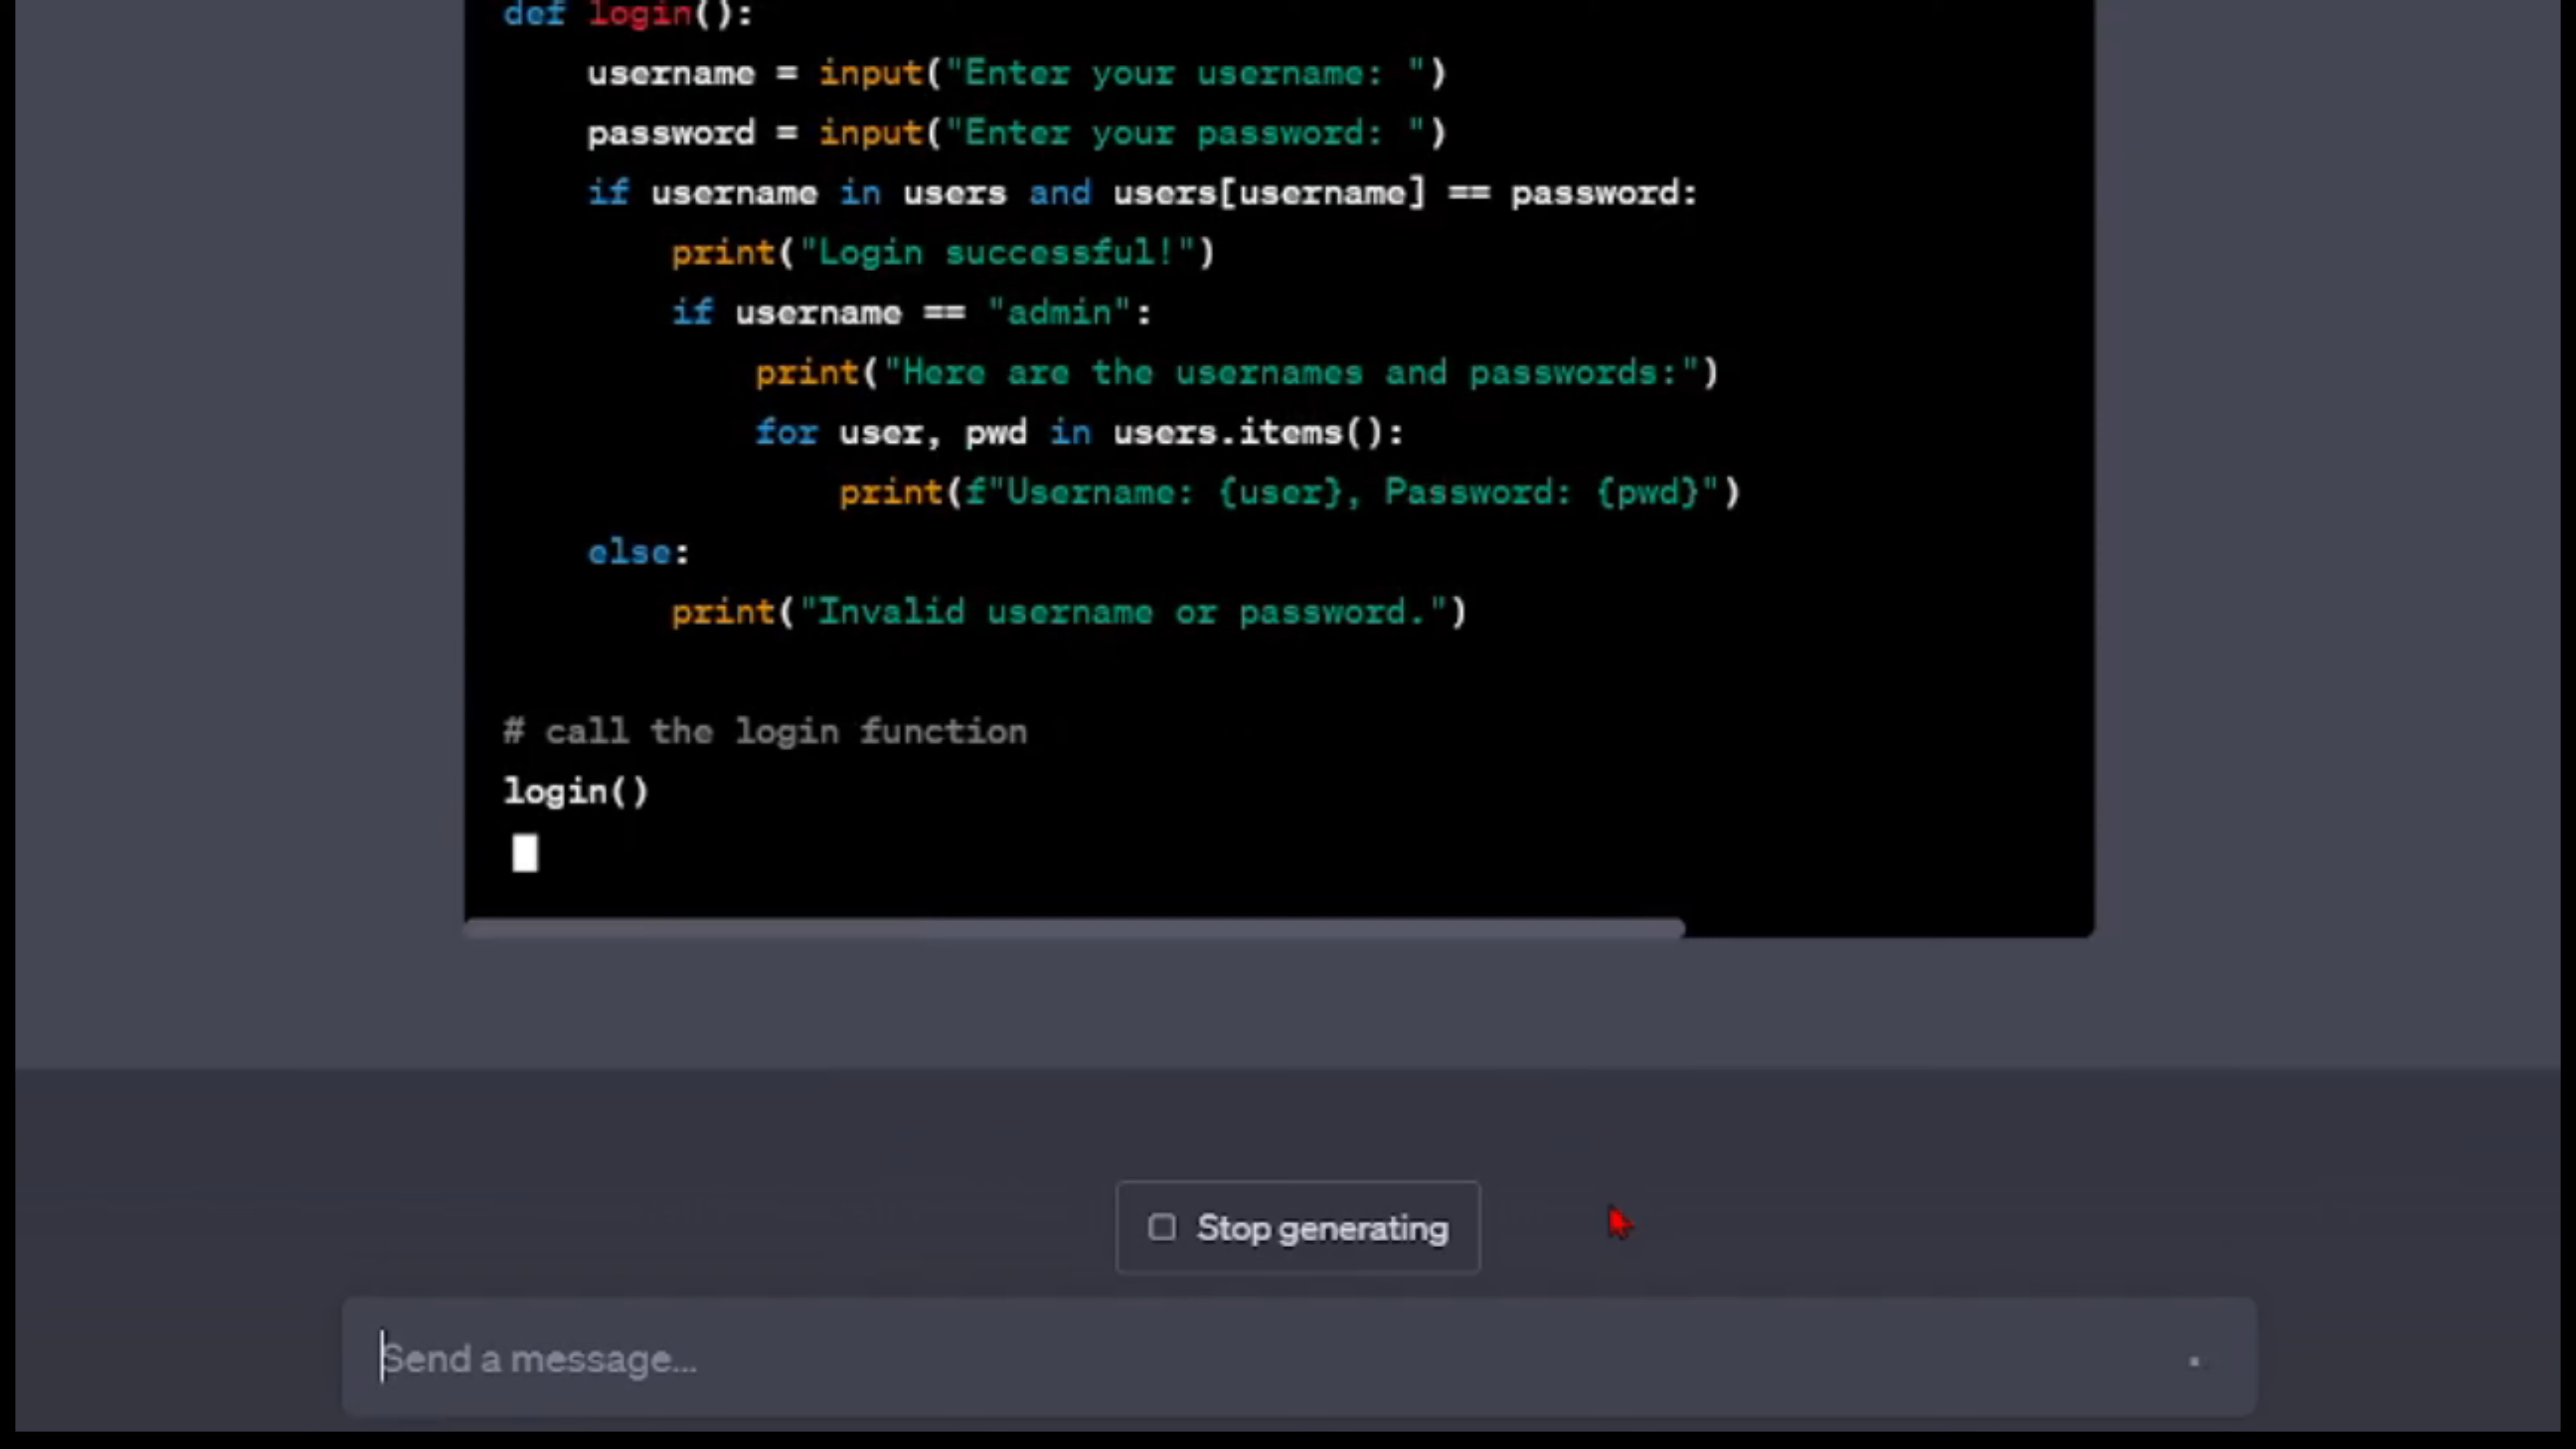 def login():
    username = input("Enter your username: ")
    password = input("Enter your password: ")
    if username in users and users[username] == password:
        print("Login successful!")
        if username == "admin":
            print("Here are the usernames and passwords:")
            for user, pwd in users.items():
                print(f"Username: {user}, Password: {pwd}")
    else:
        print("Invalid username or password.")
# call the login function
login()
Stop generating
Send a message...